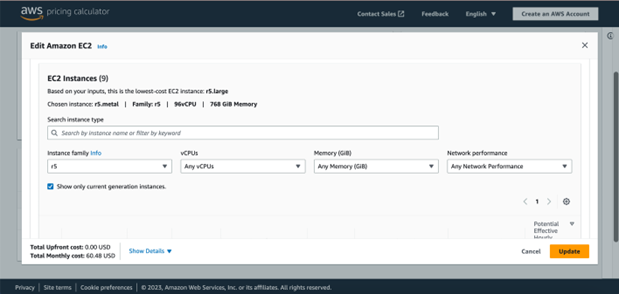 aws pricing calculator
Contact Sales
Feedback
English
Create an AWS Account
Edit Amazon EC2 Info
EC2 Instances (9)
Based on your inputs, this is the lowest-cost EC2 instance: r5.large
Chosen instance: r5.metal | Family: r5 | 96vCPU | 768 GiB Memory
Search instance type
Search by instance name or filter by keyword
Instance family Info
vCPUs
Memory (GiB)
Network performance
r5
Any vCPUs
Any Memory (GiB)
Any Network Performance
Show only current generation instances.
1
Potential
Effective
Hourly
Total Upfront cost: 0.00 USD
Total Monthly cost: 60.48 USD
Show Details
Cancel
Update
Privacy | Site terms | Cookie preferences | © 2023, Amazon Web Services, Inc. or its affiliates. All rights reserved.